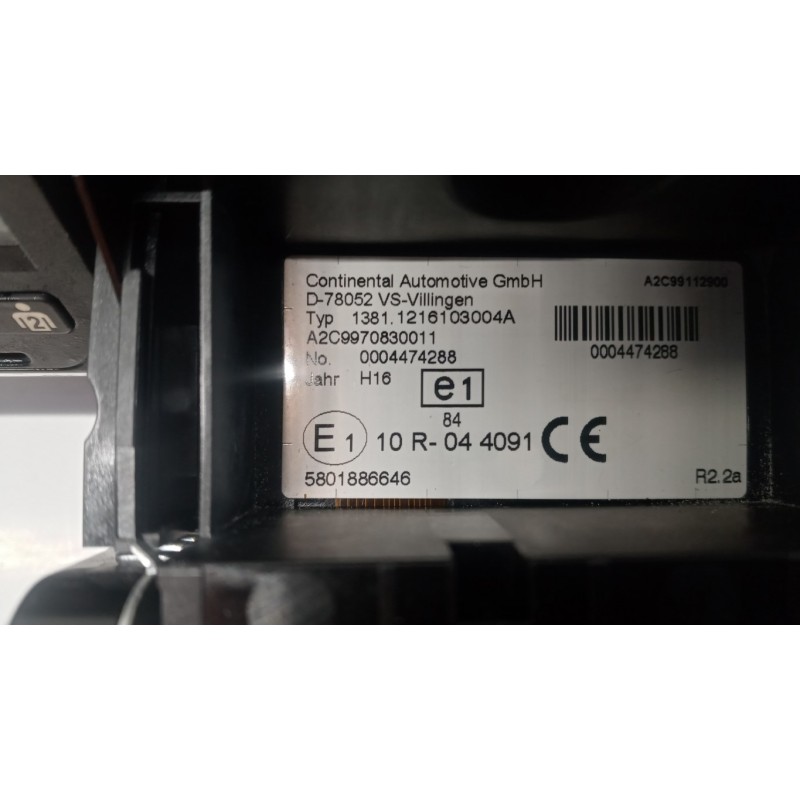 Continental Automotive GmbH
A2C99112900
D-78052 VS-Villingen
Typ 1381.1216103004A
A2C9970830011
No. 0004474288
0004474288
Jahr H16
e1
84
E1 10 R-04 4091 CE
5801886646
R2.2a
121